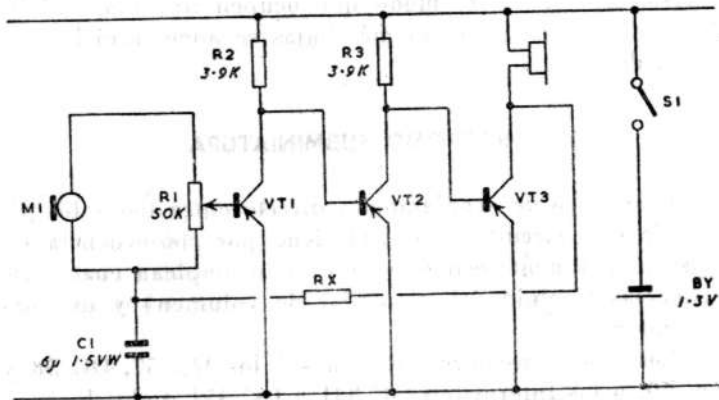 R2
3.9K
R3
3.9K
S1
M1
R1
50K
VT1
VT2
VT3
RX
BY
1.3V
C1
6µ 1.5VW